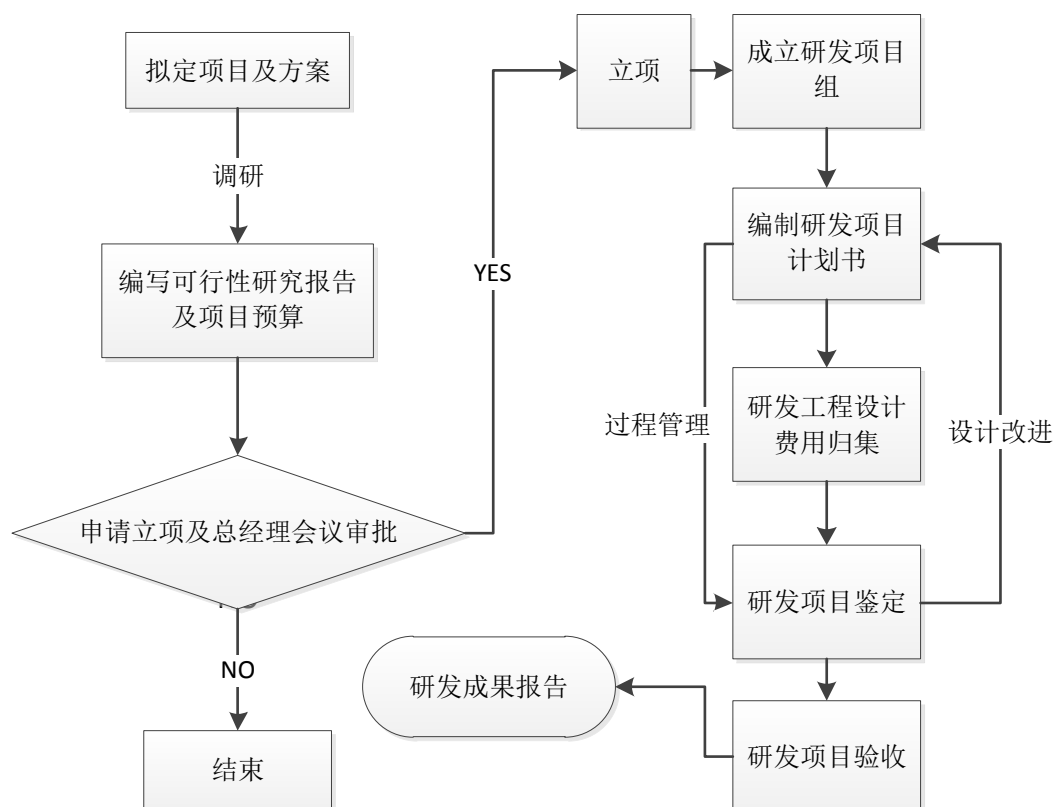 拟定项目及方案
调研
编写可行性研究报告
及项目预算
申请立项及总经理会议审批
NO
结束
YES
立项
成立研发项目
组
编制研发项目
计划书
过程管理
研发工程设计
费用归集
设计改进
研发项目鉴定
研发项目验收
研发成果报告